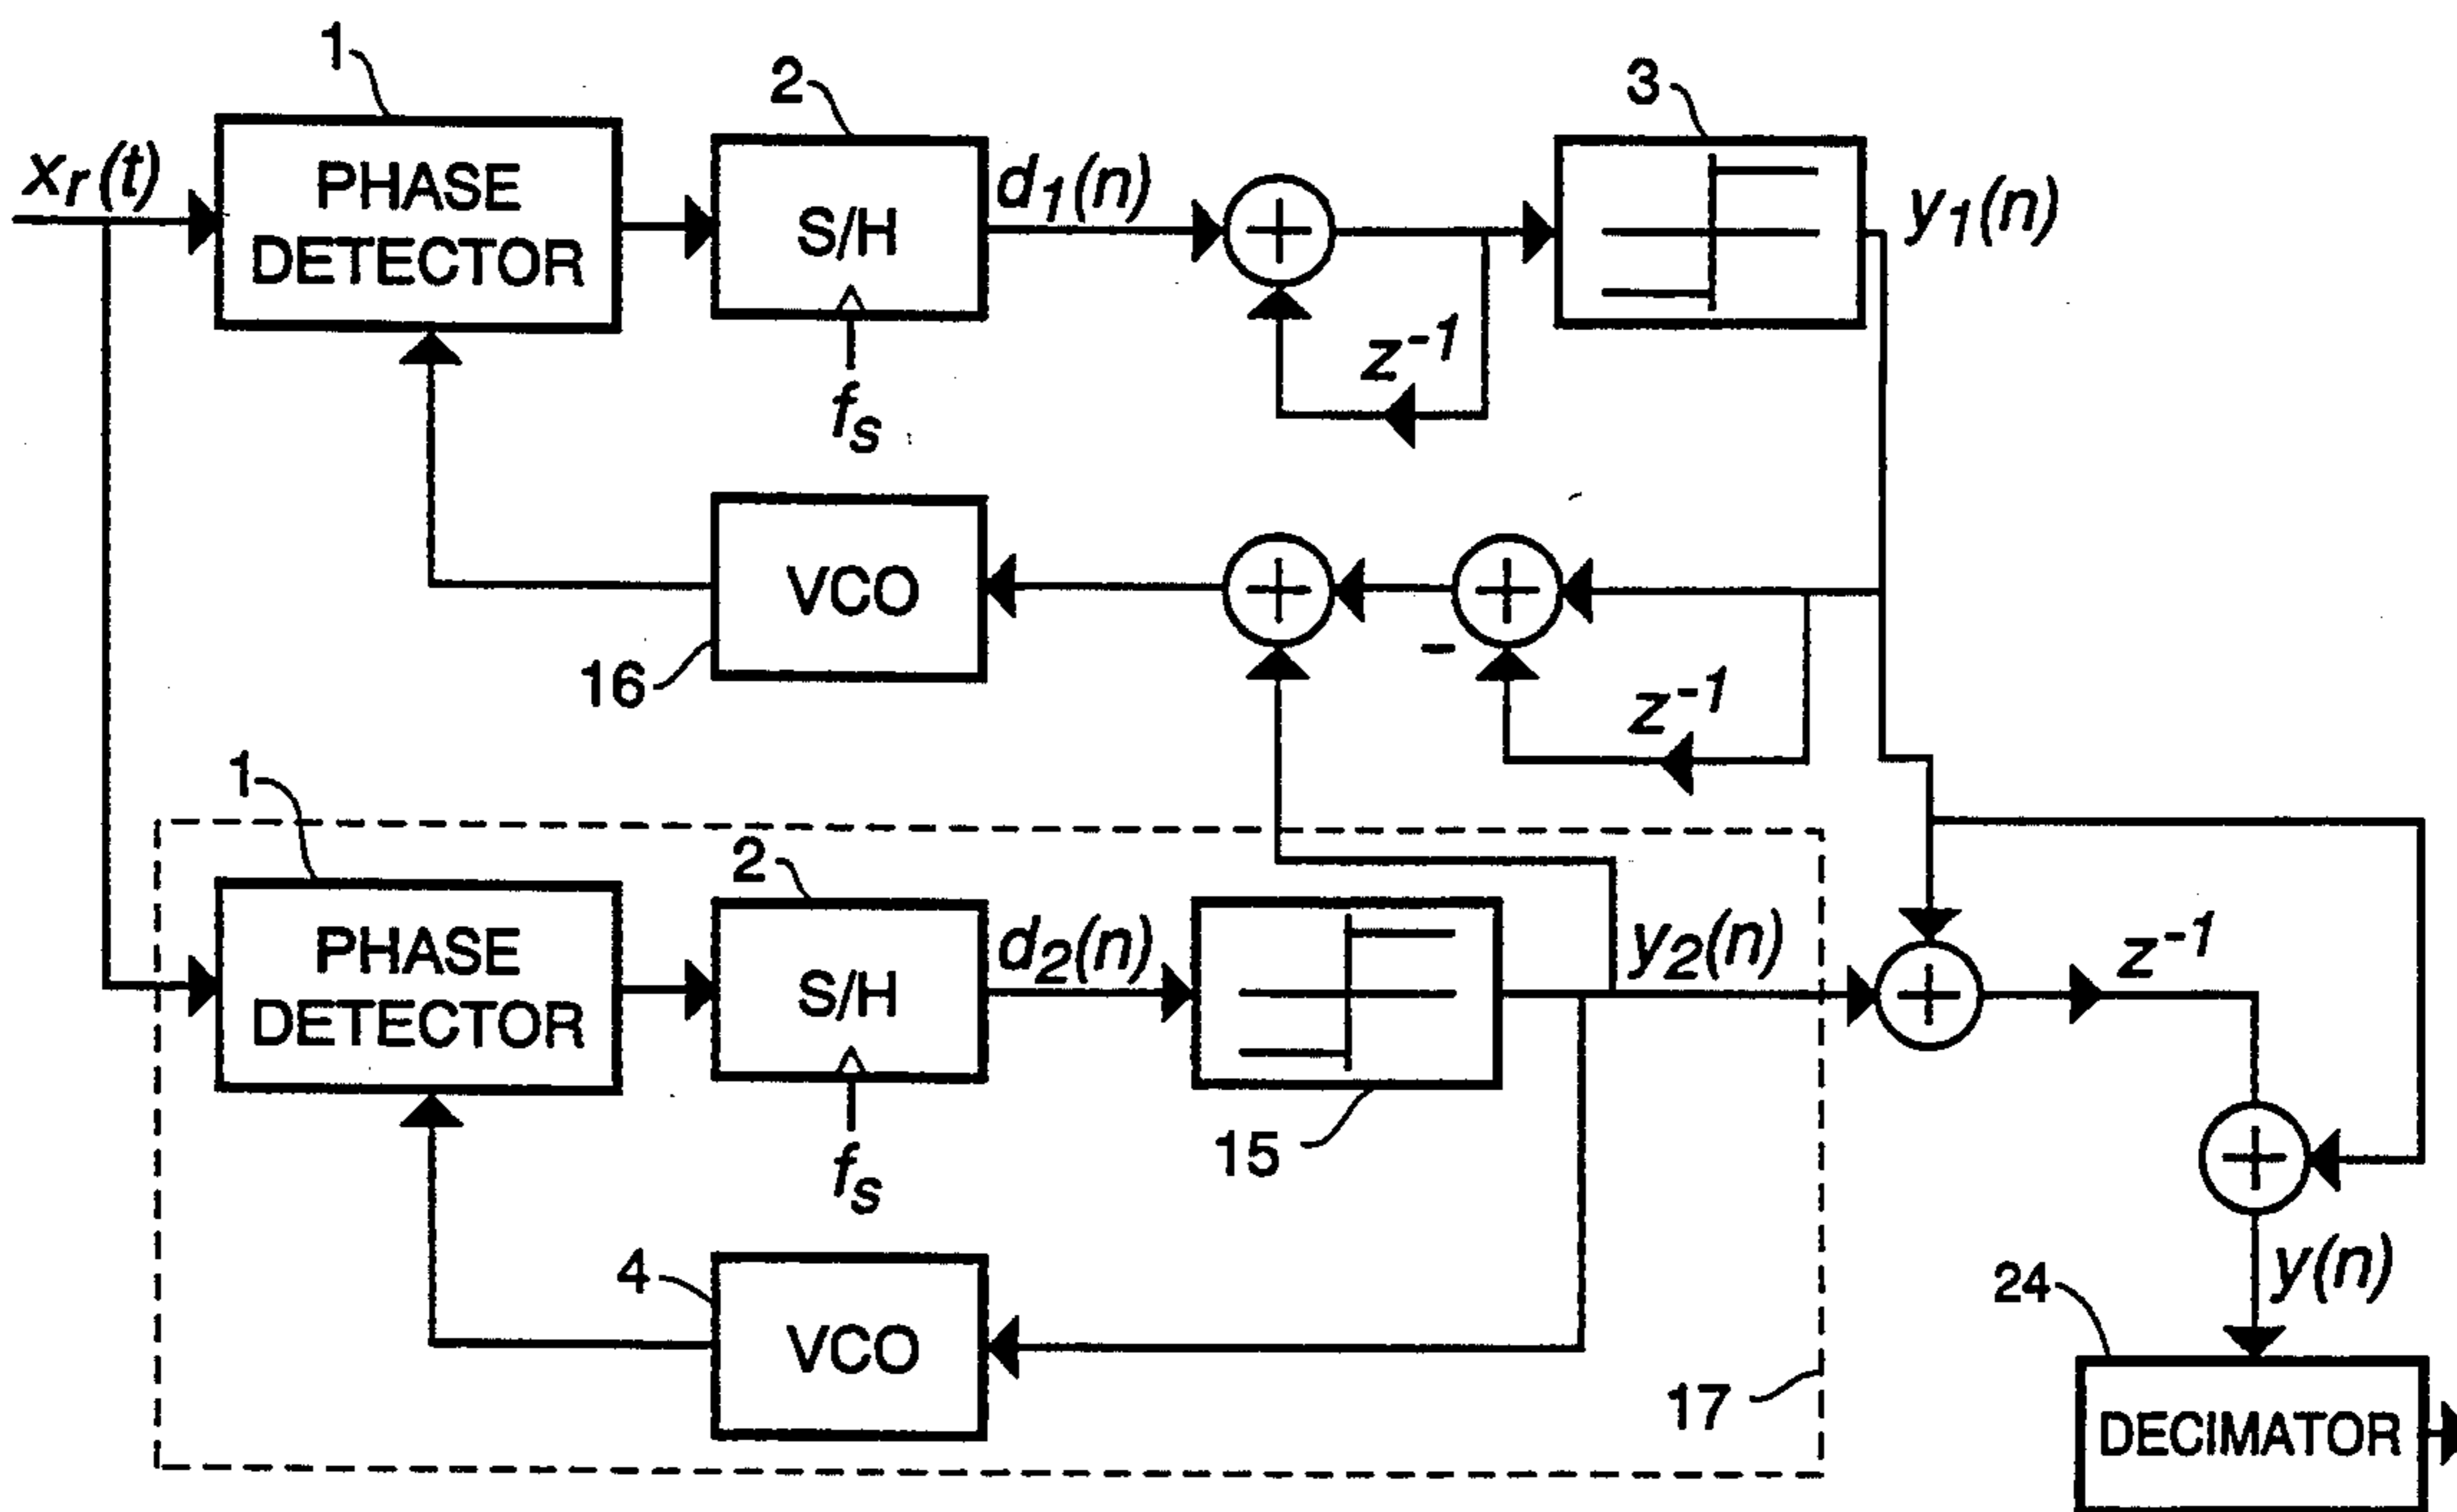 1
2
3
x_r(t)
PHASE
DETECTOR
S/H
d_1(n)
+
y_1(n)
z^-1
f_s
VCO
+
+
-
16
z^-1
1
2
PHASE
DETECTOR
S/H
d_2(n)
y_2(n)
+
z^-1
15
f_s
+
4
VCO
y(n)
24
17
DECIMATOR